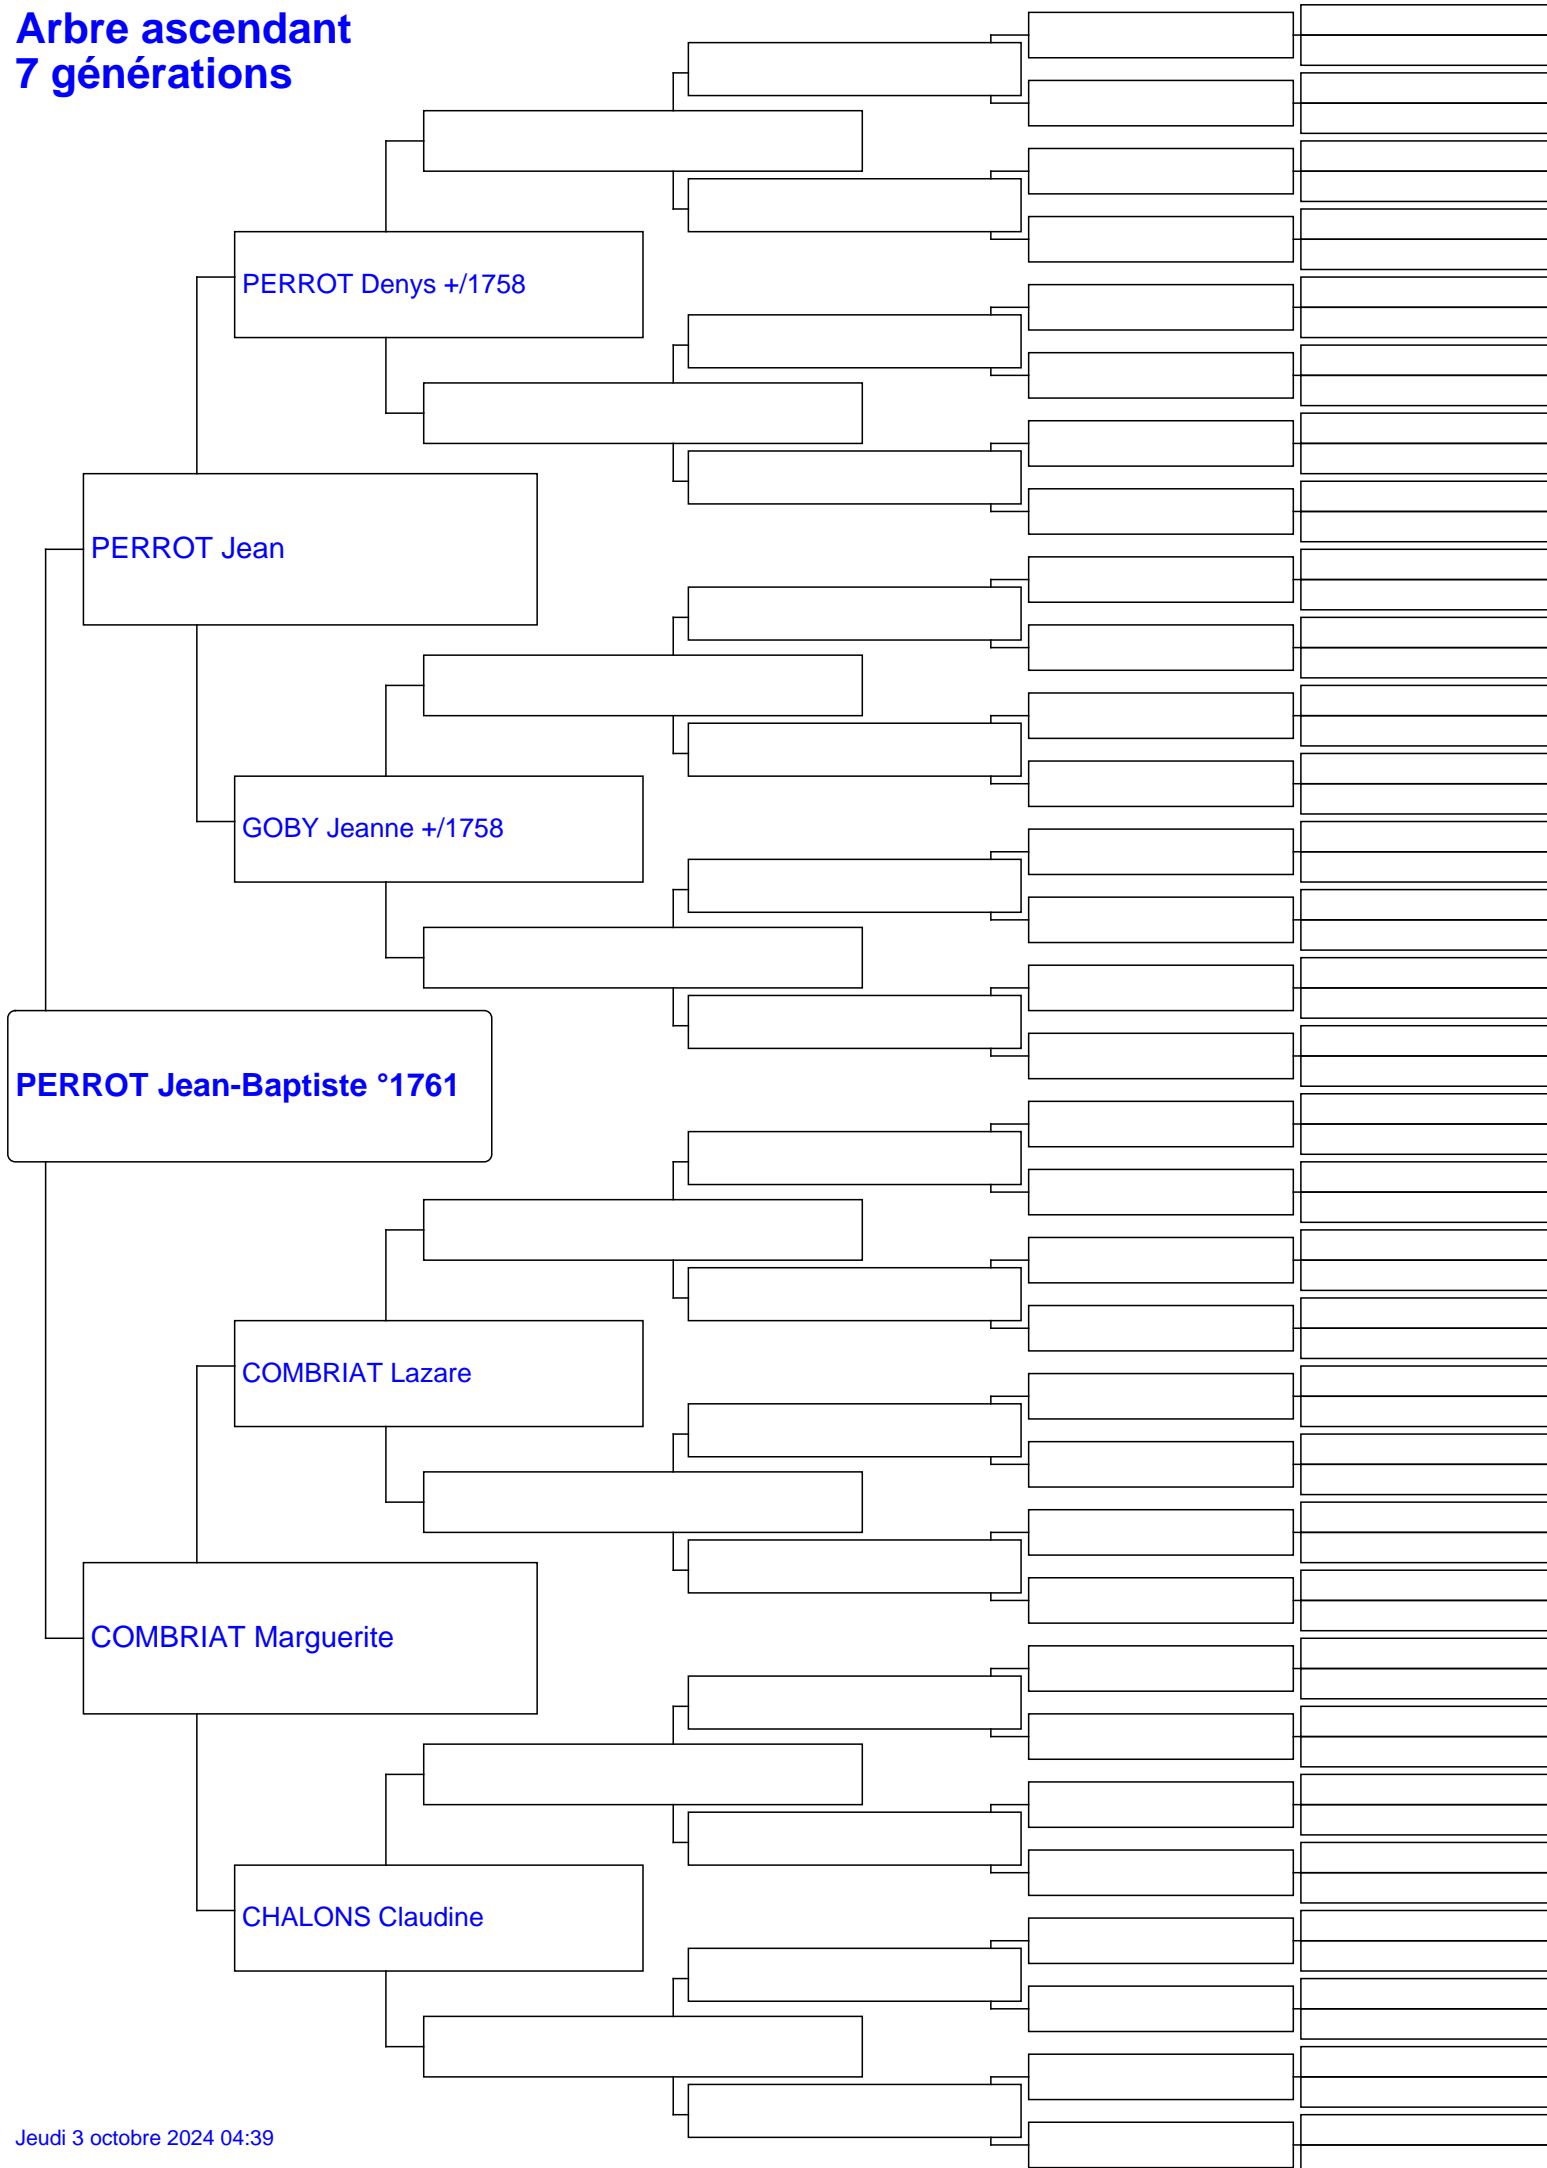 Arbre ascendant
7 générations
PERROT Denys +/1758
PERROT Jean
GOBY Jeanne +/1758
PERROT Jean-Baptiste °1761
COMBRIAT Lazare
COMBRIAT Marguerite
CHALONS Claudine
Jeudi 3 octobre 2024 04:39